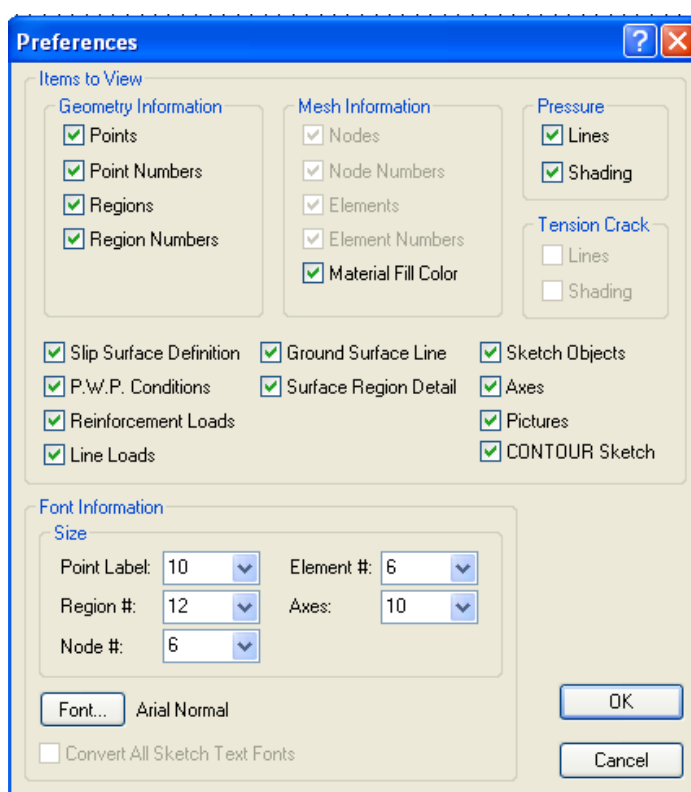 Preferences
Items to View
Geometry Information
Points
Point Numbers
Regions
Region Numbers
Mesh Information
Nodes
Node Numbers
Elements
Element Numbers
Material Fill Color
Pressure
Lines
Shading
Tension Crack
Lines
Shading
Slip Surface Definition
P.W.P. Conditions
Reinforcement Loads
Line Loads
Ground Surface Line
Surface Region Detail
Sketch Objects
Axes
Pictures
CONTOUR Sketch
Font Information
Size
Point Label: 10
Element #: 6
Region #: 12
Axes: 10
Node #: 6
Font... Arial Normal
Convert All Sketch Text Fonts
OK
Cancel